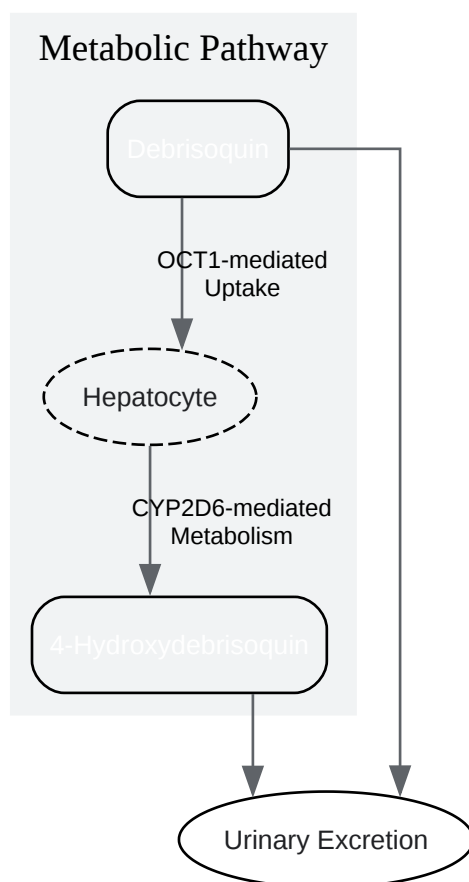 Metabolic Pathway
Debrisoquin
OCT1-mediated
Uptake
Hepatocyte
CYP2D6-mediated
Metabolism
4-Hydroxydebrisoquin
Urinary Excretion